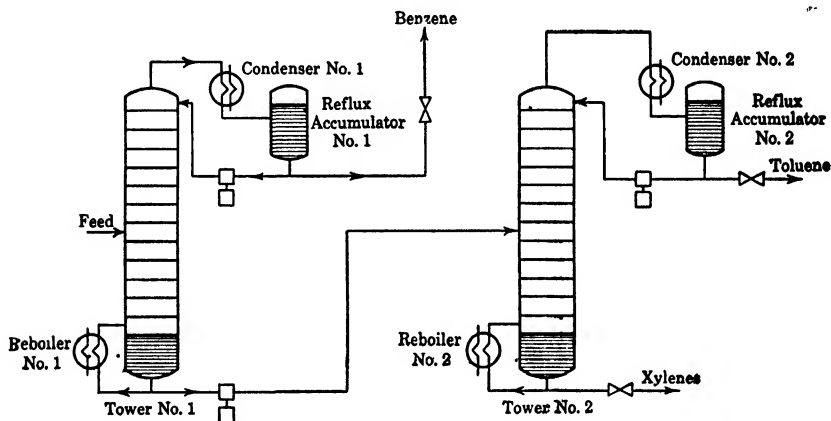 Benzene
Condenser No. 1
Condenser No. 2
Reflux
Accumulator
No. 1
Reflux
Accumulator
No. 2
Toluene
Feed
Beboiler
No. 1
Reboiler
No. 2
Xylenes
Tower No. 1
Tower No. 2